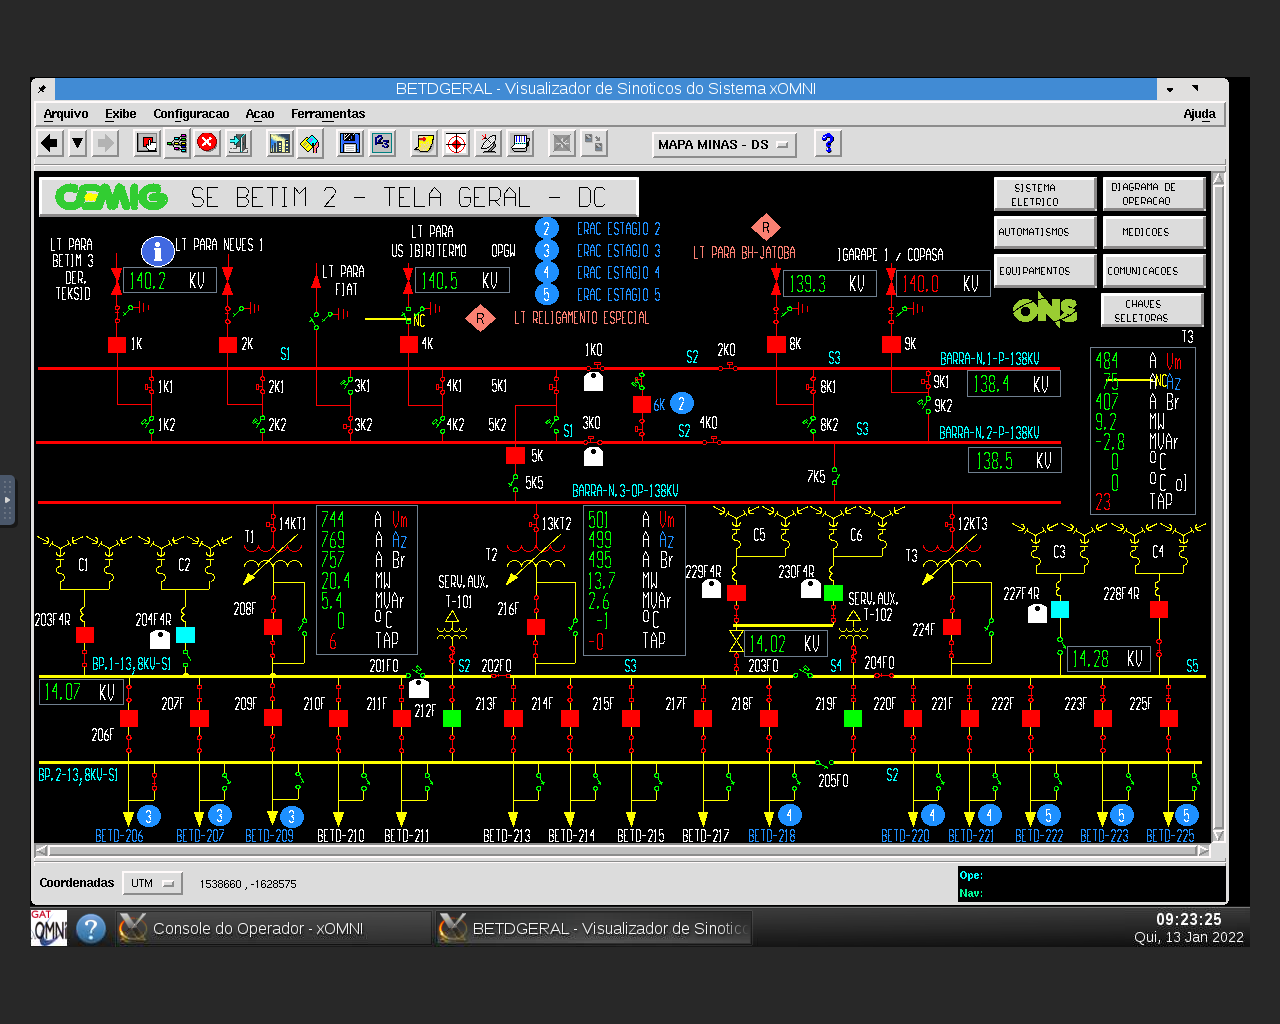 BETDGERAL - Visualizador de Sinoticos do Sistema xOMNI
Arquivo Exibe Configuracao Acao Ferramentas Ajuda
MAPA MINAS - DS
CEMIG SE BETIM 2 - TELA GERAL - DC
SISTEMA ELETRICO
DIAGRAMA DE OPERACAO
AUTOMATISMOS
MEDICOES
EQUIPAMENTOS
COMUNICACOES
ONS
CHAVES SELETORAS
LT PARA BETIM 3 DER. TEKSID
LT PARA NEVES 1
LT PARA FIAT
LT PARA US IBIRITERMO OPGW
2 ERAC ESTAGIO 2
3 ERAC ESTAGIO 3
4 ERAC ESTAGIO 4
5 ERAC ESTAGIO 5
R
LT PARA BH-JATOBA
IGARAPE 1 / COPASA
140.2 KV
140.5 KV
139.3 KV
140.0 KV
NC
R LT RELIGAMENTO ESPECIAL
1K 2K S1 4K 1K0 S2 2K0 8K S3 9K
BARRA-N.1-P-138KV
138.4 KV
1K1 2K1 3K1 4K1 5K1 6K 2 8K1 9K1
9K2
1K2 2K2 3K2 4K2 5K2 S1 3K0 S2 4K0 8K2 S3
BARRA-N.2-P-138KV
138.5 KV
5K
5K5 7K5
BARRA-N.3-OP-138KV
T3
484 A Vm
75 A Az
NC
407 A Br
9.2 MW
-2.8 MVAr
0 ºC
0 ºC ol
23 TAP
T1 14KT1
744 A Vm
769 A Az
757 A Br
20.4 MW
5.4 MVAr
0 ºC
6 TAP
T2 13KT2
501 A Vm
499 A Az
495 A Br
13.7 MW
2.6 MVAr
-1 ºC
-0 TAP
T3 12KT3
C1 C2 C5 C6 C3 C4
SERV.AUX. T-101
SERV.AUX. T-102
203F4R 204F4R 208F 216F 229F4R 230F4R 224F 227F4R 228F4R
14.02 KV
14.28 KV
BP.1-13,8KV-S1 201F0 S2 202F0 S3 203F0 S4 204F0 S5
14.07 KV
206F 207F 209F 210F 211F 212F 213F 214F 215F 217F 218F 219F 220F 221F 222F 223F 225F
BP.2-13,8KV-S1 205F0 S2
3 3 3 4 4 4 5 5 5
BETD-206 BETD-207 BETD-209 BETD-210 BETD-211 BETD-213 BETD-214 BETD-215 BETD-217 BETD-218 BETD-220 BETD-221 BETD-222 BETD-223 BETD-225
Coordenadas UTM 1538660 , -1628575
Ope:
Nav:
GAT
XOMNI
Console do Operador - xOMNI
BETDGERAL - Visualizador de Sinotic
09:23:25
Qui, 13 Jan 2022